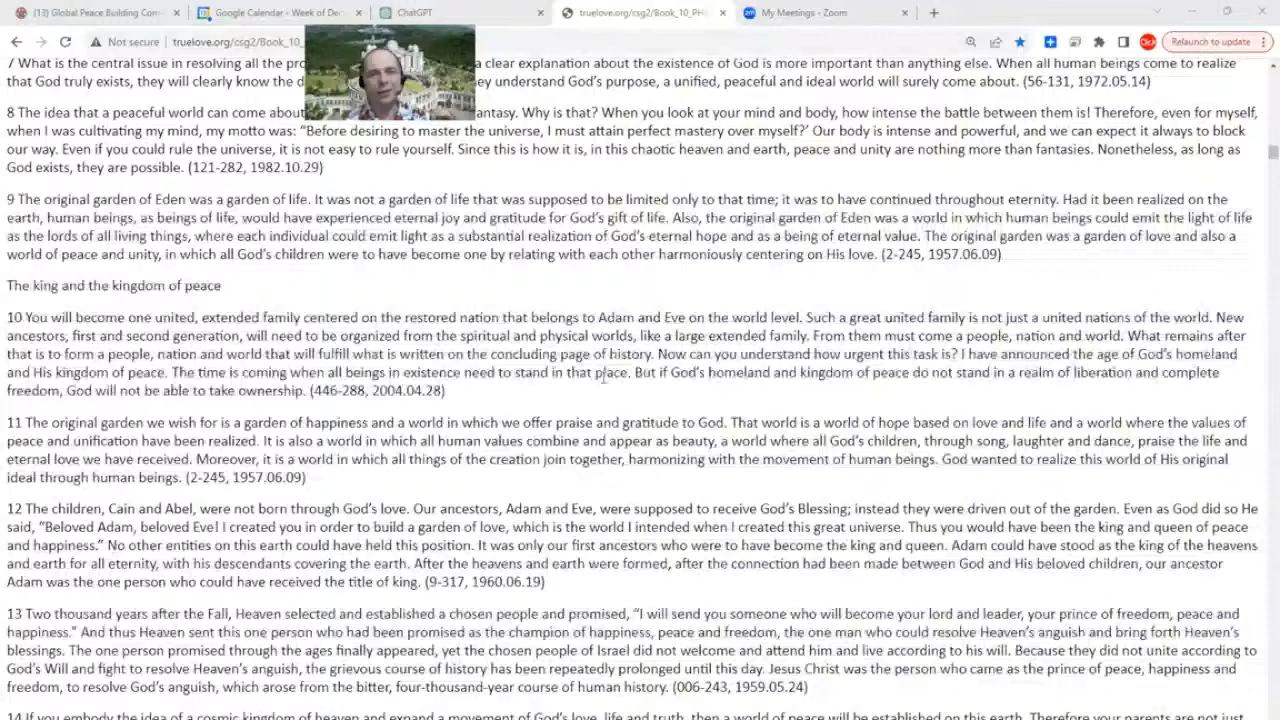 (13) Global Peace Building Com
Google Calendar - Week of De
ChatGPT
truelove.org/csg2/Book_10_PH
My Meetings - Zoom
Not secure truelove.org/csg2/Book_10_
Relaunch to update
7 What is the central issue in resolving all the pro a clear explanation about the existence of God is more important than anything else. When all human beings come to realize
that God truly exists, they will clearly know the d ey understand God's purpose, a unified, peaceful and ideal world will surely come about. (56-131, 1972.05.14)
8 The idea that a peaceful world can come about antasy. Why is that? When you look at your mind and body, how intense the battle between them is! Therefore, even for myself,
when I was cultivating my mind, my motto was: “Before desiring to master the universe, I must attain perfect mastery over myself?’ Our body is intense and powerful, and we can expect it always to block
our way. Even if you could rule the universe, it is not easy to rule yourself. Since this is how it is, in this chaotic heaven and earth, peace and unity are nothing more than fantasies. Nonetheless, as long as
God exists, they are possible. (121-282, 1982.10.29)
9 The original garden of Eden was a garden of life. It was not a garden of life that was supposed to be limited only to that time; it was to have continued throughout eternity. Had it been realized on the
earth, human beings, as beings of life, would have experienced eternal joy and gratitude for God's gift of life. Also, the original garden of Eden was a world in which human beings could emit the light of life
as the lords of all living things, where each individual could emit light as a substantial realization of God's eternal hope and as a being of eternal value. The original garden was a garden of love and also a
world of peace and unity, in which all God's children were to have become one by relating with each other harmoniously centering on His love. (2-245, 1957.06.09)
The king and the kingdom of peace
10 You will become one united, extended family centered on the restored nation that belongs to Adam and Eve on the world level. Such a great united family is not just a united nations of the world. New
ancestors, first and second generation, will need to be organized from the spiritual and physical worlds, like a large extended family. From them must come a people, nation and world. What remains after
that is to form a people, nation and world that will fulfill what is written on the concluding page of history. Now can you understand how urgent this task is? I have announced the age of God's homeland
and His kingdom of peace. The time is coming when all beings in existence need to stand in that place. But if God's homeland and kingdom of peace do not stand in a realm of liberation and complete
freedom, God will not be able to take ownership. (446-288, 2004.04.28)
11 The original garden we wish for is a garden of happiness and a world in which we offer praise and gratitude to God. That world is a world of hope based on love and life and a world where the values of
peace and unification have been realized. It is also a world in which all human values combine and appear as beauty, a world where all God's children, through song, laughter and dance, praise the life and
eternal love we have received. Moreover, it is a world in which all things of the creation join together, harmonizing with the movement of human beings. God wanted to realize this world of His original
ideal through human beings. (2-245, 1957.06.09)
12 The children, Cain and Abel, were not born through God's love. Our ancestors, Adam and Eve, were supposed to receive God's Blessing; instead they were driven out of the garden. Even as God did so He
said, “Beloved Adam, beloved Eve! I created you in order to build a garden of love, which is the world I intended when I created this great universe. Thus you would have been the king and queen of peace
and happiness.” No other entities on this earth could have held this position. It was only our first ancestors who were to have become the king and queen. Adam could have stood as the king of the heavens
and earth for all eternity, with his descendants covering the earth. After the heavens and earth were formed, after the connection had been made between God and His beloved children, our ancestor
Adam was the one person who could have received the title of king. (9-317, 1960.06.19)
13 Two thousand years after the Fall, Heaven selected and established a chosen people and promised, “I will send you someone who will become your lord and leader, your prince of freedom, peace and
happiness.” And thus Heaven sent this one person who had been promised as the champion of happiness, peace and freedom, the one man who could resolve Heaven's anguish and bring forth Heaven's
blessings. The one person promised through the ages finally appeared, yet the chosen people of Israel did not welcome and attend him and live according to his will. Because they did not unite according to
God's Will and fight to resolve Heaven's anguish, the grievous course of history has been repeatedly prolonged until this day. Jesus Christ was the person who came as the prince of peace, happiness and
freedom, to resolve God's anguish, which arose from the bitter, four-thousand-year course of human history. (006-243, 1959.05.24)
14 If you embody the idea of a cosmic kingdom of heaven and expand a movement of God's love, life and truth, then a world of peace will be established on this earth. Therefore your parents are not just